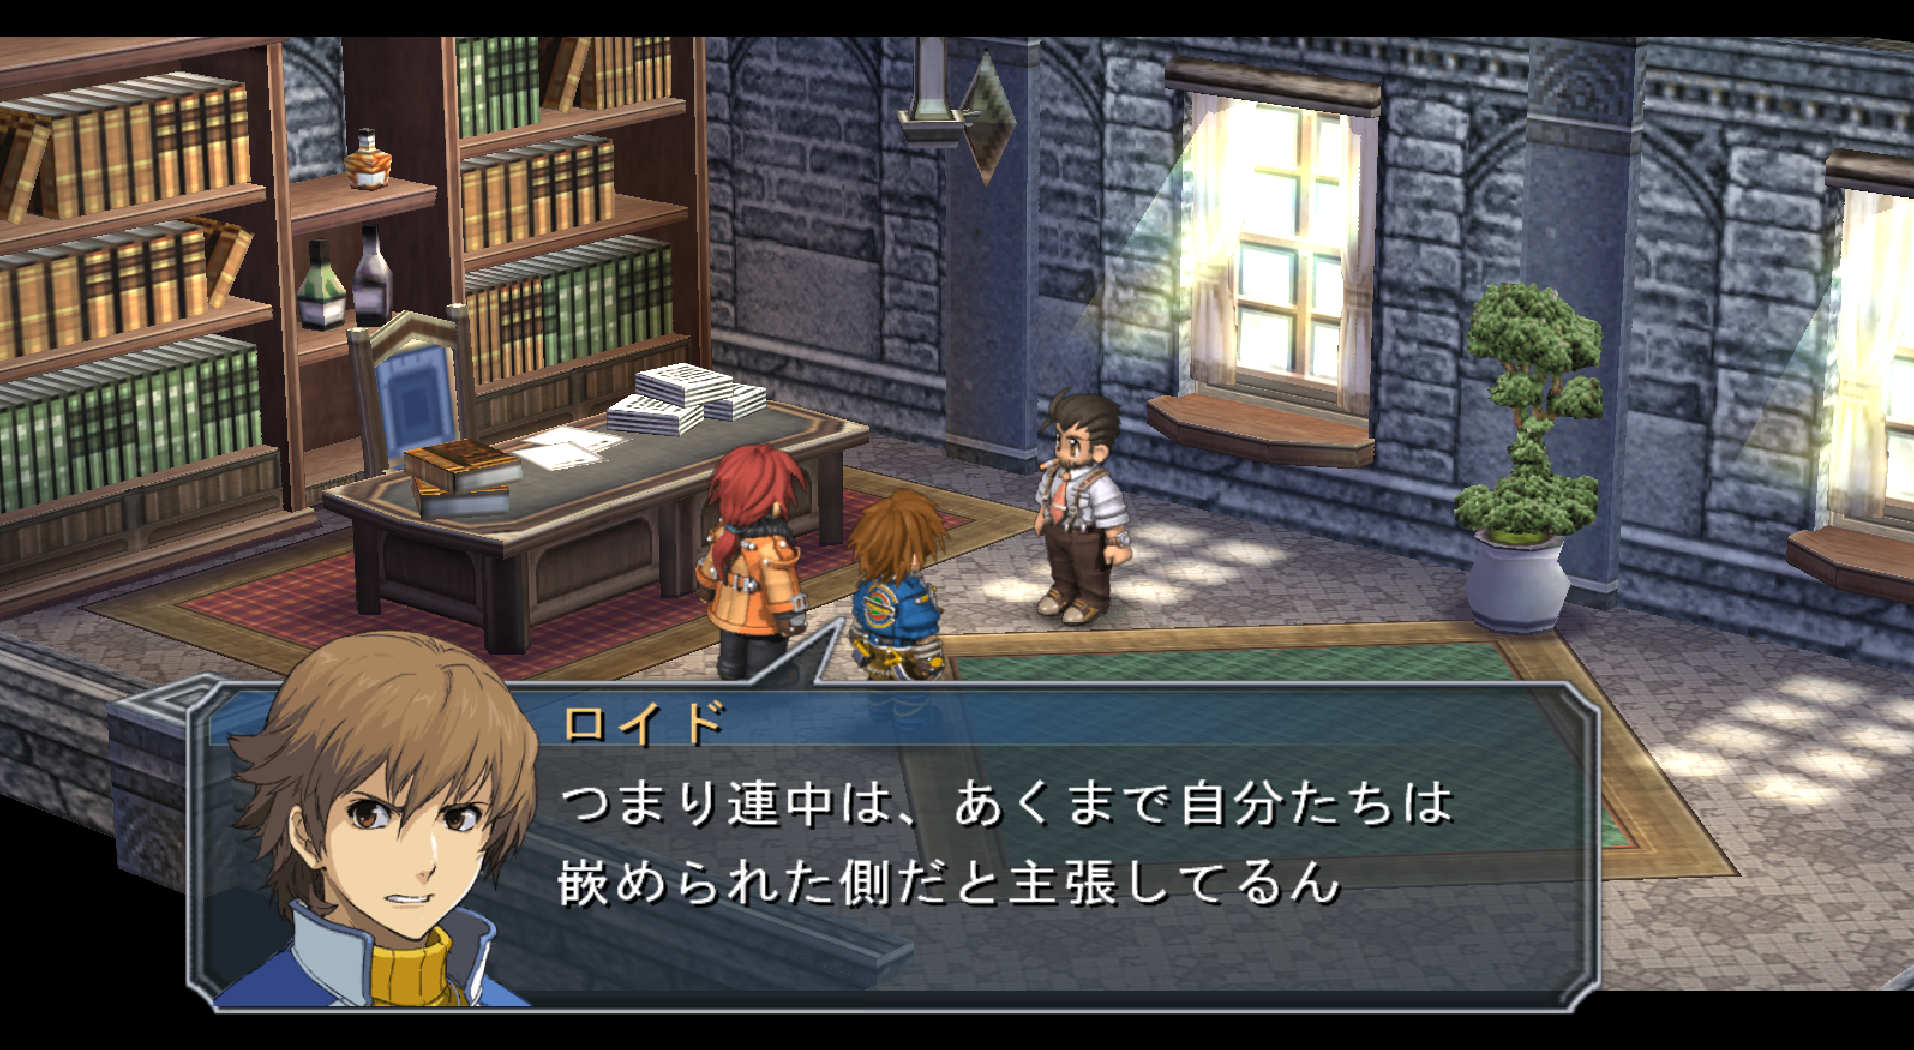 ロイド
つまり連中は、あくまで自分たちは
嵌められた側だと主張してるん